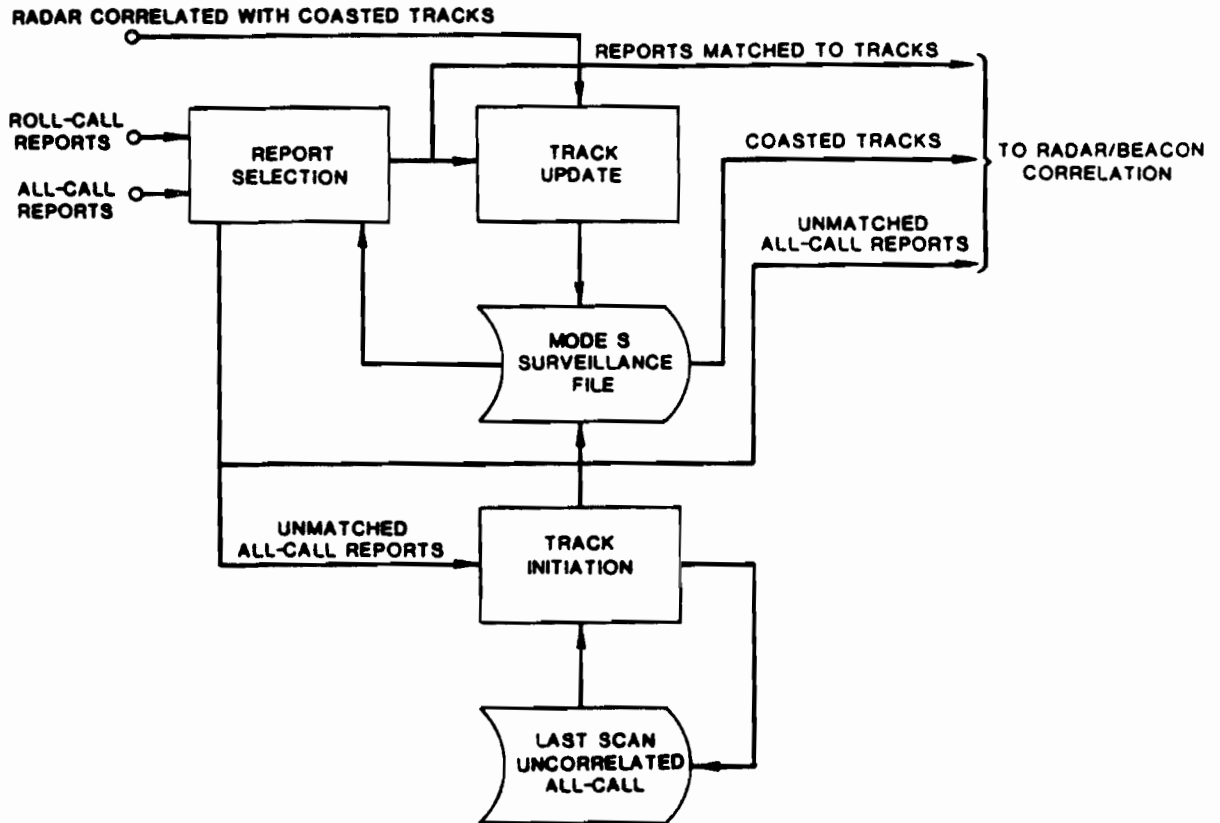 RADAR CORRELATED WITH COASTED TRACKS
REPORTS MATCHED TO TRACKS
ROLL-CALL
REPORTS
ALL-CALL
REPORTS
REPORT
SELECTION
TRACK
UPDATE
COASTED TRACKS
TO RADAR/BEACON
CORRELATION
UNMATCHED
ALL-CALL REPORTS
MODE S
SURVEILLANCE
FILE
UNMATCHED
ALL-CALL REPORTS
TRACK
INITIATION
LAST SCAN
UNCORRELATED
ALL-CALL